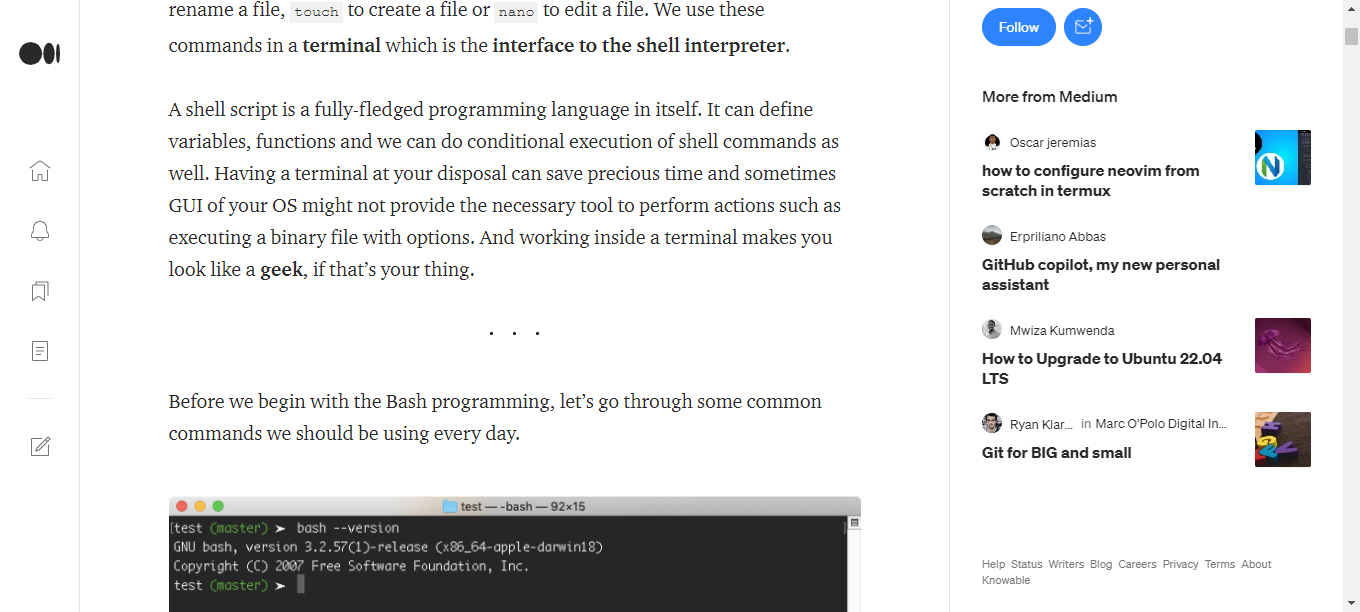 rename a file, touch to create a file or nano to edit a file. We use these
commands in a terminal which is the interface to the shell interpreter.
A shell script is a fully-fledged programming language in itself. It can define
variables, functions and we can do conditional execution of shell commands as
well. Having a terminal at your disposal can save precious time and sometimes
GUI of your OS might not provide the necessary tool to perform actions such as
executing a binary file with options. And working inside a terminal makes you
look like a geek, if that’s your thing.
. . .
Before we begin with the Bash programming, let’s go through some common
commands we should be using every day.
test — -bash — 92×15
[test (master) ➤ bash --version ]
GNU bash, version 3.2.57(1)-release (x86_64-apple-darwin18)
Copyright (C) 2007 Free Software Foundation, Inc.
test (master) ➤
Follow
More from Medium
Oscar jeremias
how to configure neovim from
scratch in termux
Erpriliano Abbas
GitHub copilot, my new personal
assistant
Mwiza Kumwenda
How to Upgrade to Ubuntu 22.04
LTS
Ryan Klar... in Marc O’Polo Digital In...
Git for BIG and small
Help Status Writers Blog Careers Privacy Terms About
Knowable